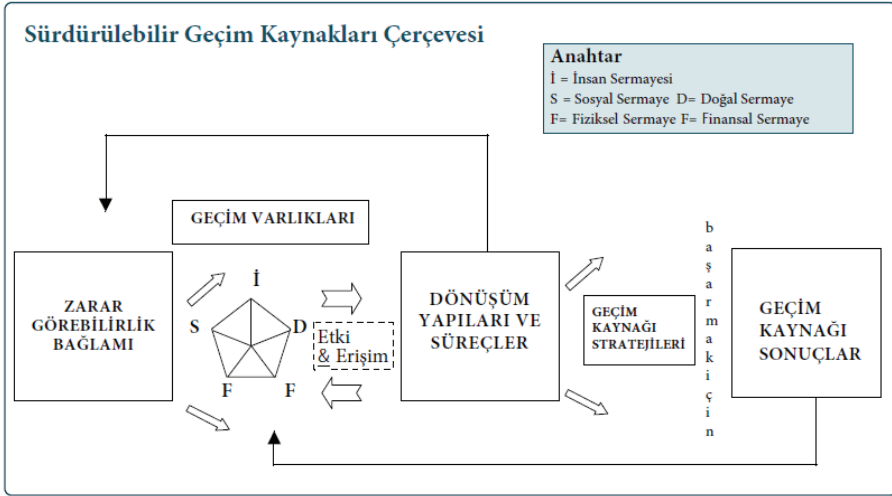 Sürdürülebilir Geçim Kaynakları Çerçevesi
Anahtar
İ = İnsan Sermayesi
S = Sosyal Sermaye D= Doğal Sermaye
F= Fiziksel Sermaye F= Finansal Sermaye
GEÇİM VARLIKLARI
ZARAR
GÖREBİLİRLİK
BAĞLAMI
İ
S
D
F
F
Etki
& Erişim
DÖNÜŞÜM
YAPILARI VE
SÜREÇLER
GEÇİM
KAYNAĞI
STRATEJİLERİ
başarmakiçin
GEÇİM
KAYNAĞI
SONUÇLAR